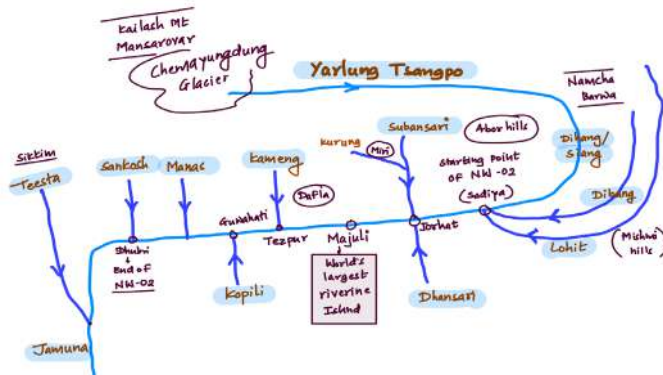 Kailash Mt
Mansarovar
Chemayungdung
Glacier
Yarlung Tsangpo
Namcha
Barwa
Subansari
Abor hills
Dibang/
Siang
Kurung
Miri
Starting Point
of NW-02
(Sadiya)
Sikkim
Teesta
Sankosh
Manas
Kameng
Dafla
Dibang
Guwahati
Tezpur
Majuli
Jorhat
Lohit
(Mishmi
hills)
Dhubri
End of
NW-02
Kopili
World's
largest
riverine
Island
Dhansari
Jamuna